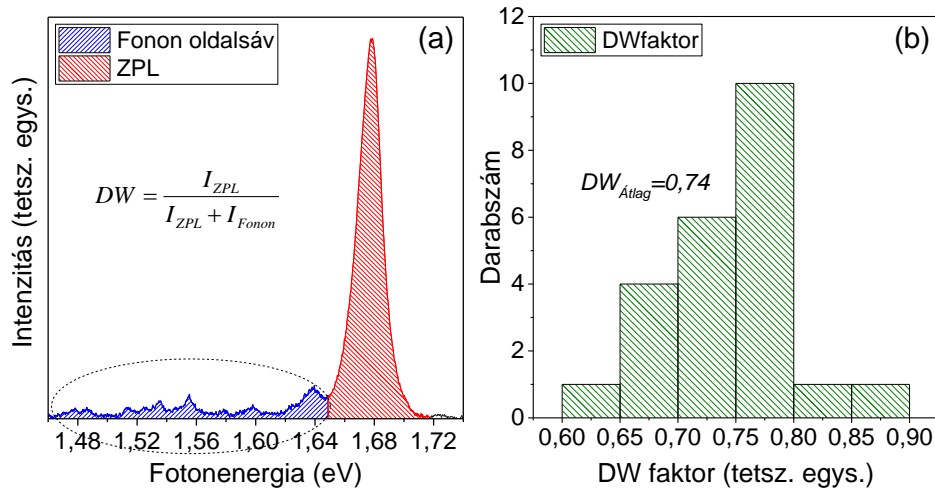 (a)
Fonon oldalsáv
ZPL
DW = I_ZPL / (I_ZPL + I_Fonon)
Intenzitás (tetsz. egys.)
1,48 1,52 1,56 1,60 1,64 1,68 1,72
Fotonenergia (eV)
(b)
DWfaktor
DW_Átlag=0,74
Darabszám
12
10
8
6
4
2
0
0,60 0,65 0,70 0,75 0,80 0,85 0,90
DW faktor (tetsz. egys.)